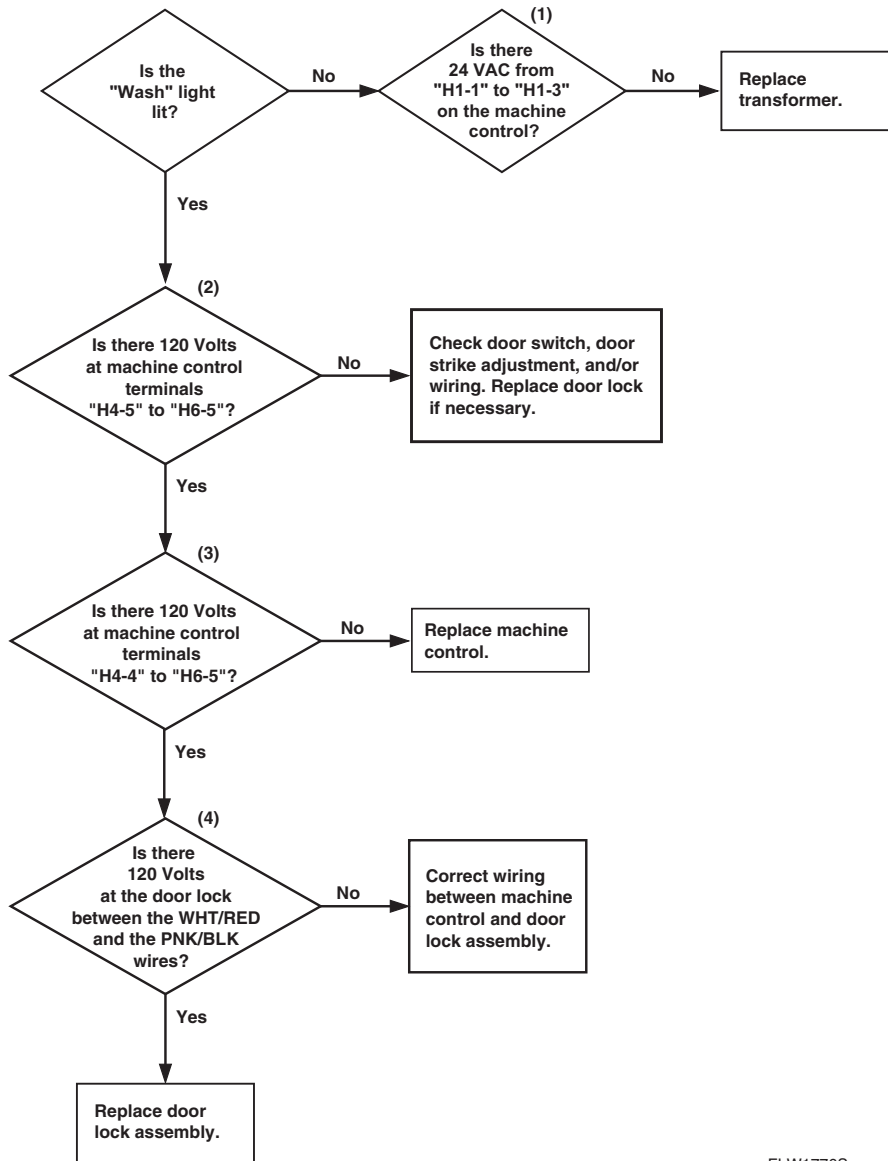 Is the
"Wash" light
lit?
No
(1)
Is there
24 VAC from
"H1-1" to "H1-3"
on the machine
control?
No
Replace
transformer.
Yes
(2)
Is there 120 Volts
at machine control
terminals
"H4-5" to "H6-5"?
No
Check door switch, door
strike adjustment, and/or
wiring. Replace door lock
if necessary.
Yes
(3)
Is there 120 Volts
at machine control
terminals
"H4-4" to "H6-5"?
No
Replace machine
control.
Yes
(4)
Is there
120 Volts
at the door lock
between the WHT/RED
and the PNK/BLK
wires?
No
Correct wiring
between machine
control and door
lock assembly.
Yes
Replace door
lock assembly.